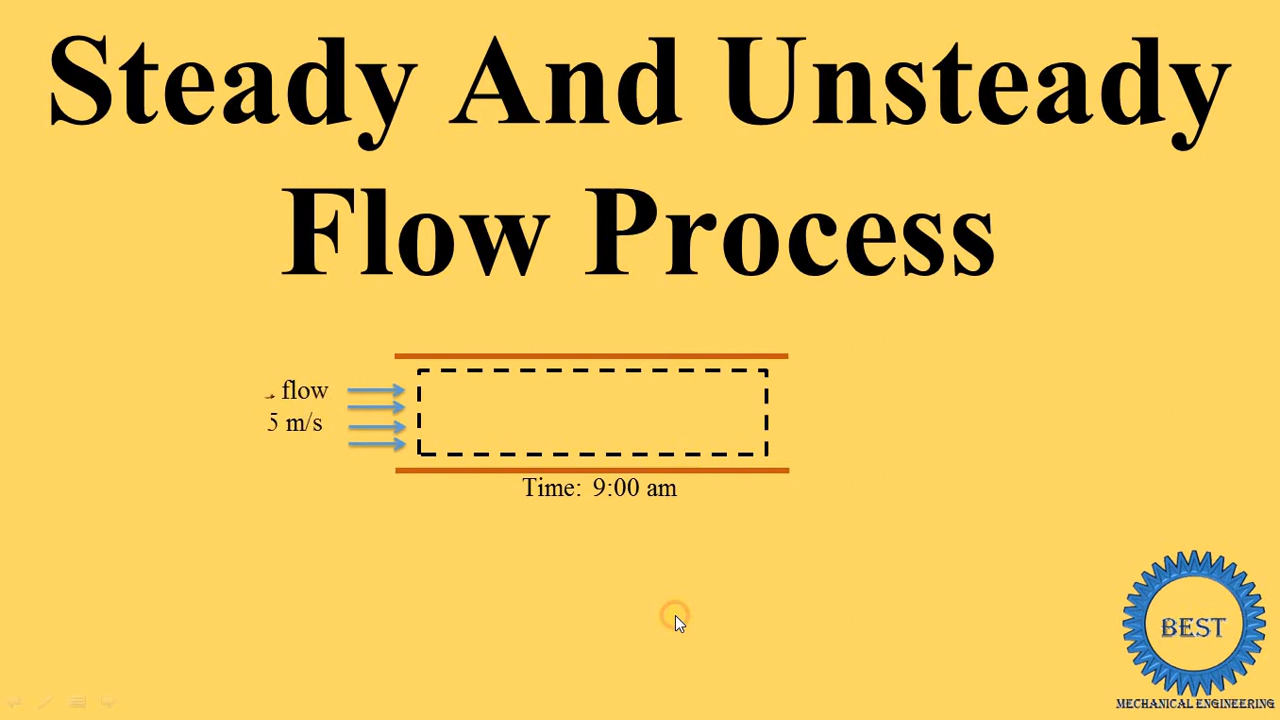 Steady And Unsteady
Flow Process
flow
5 m/s
Time: 9:00 am
BEST
MECHANICAL ENGINEERING